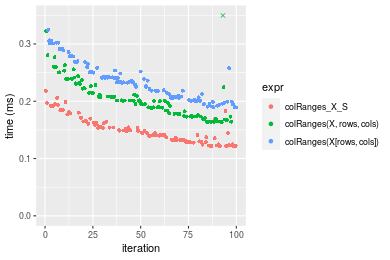 0.3
0.2
0.1
0.0
time (ms)
0
25
50
75
100
iteration
expr
colRanges_X_S
colRanges(X, rows, cols)
colRanges(X[rows, cols])